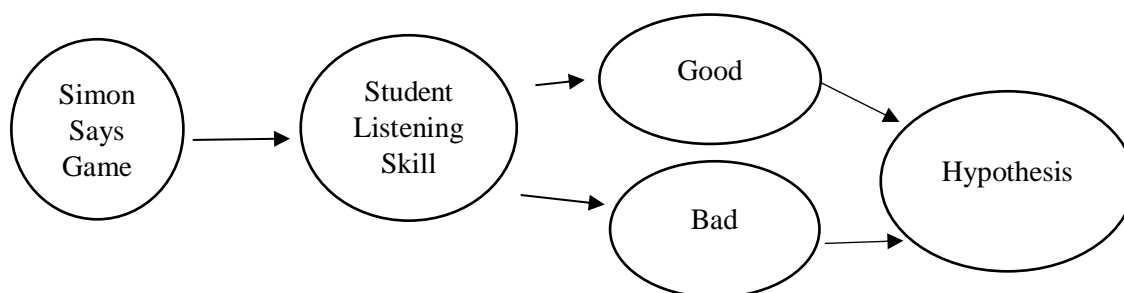 Simon
Says
Game
Student
Listening
Skill
Good
Bad
Hypothesis